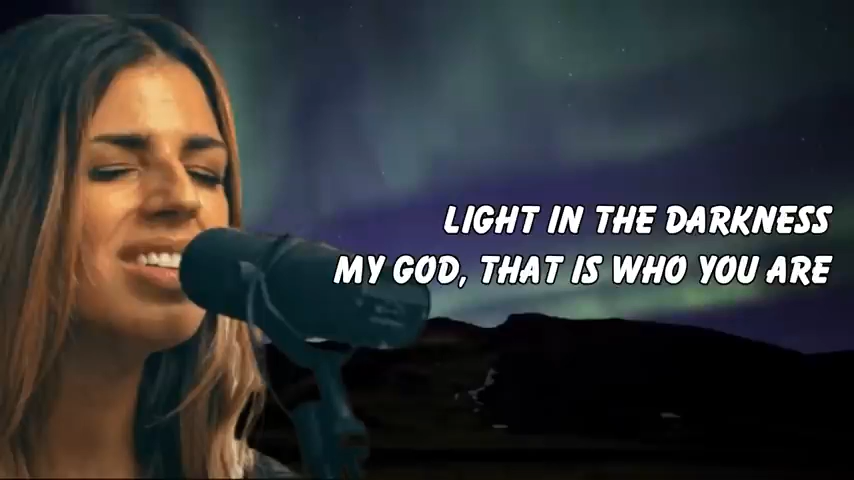 LIGHT IN THE DARKNESS
MY GOD, THAT IS WHO YOU ARE